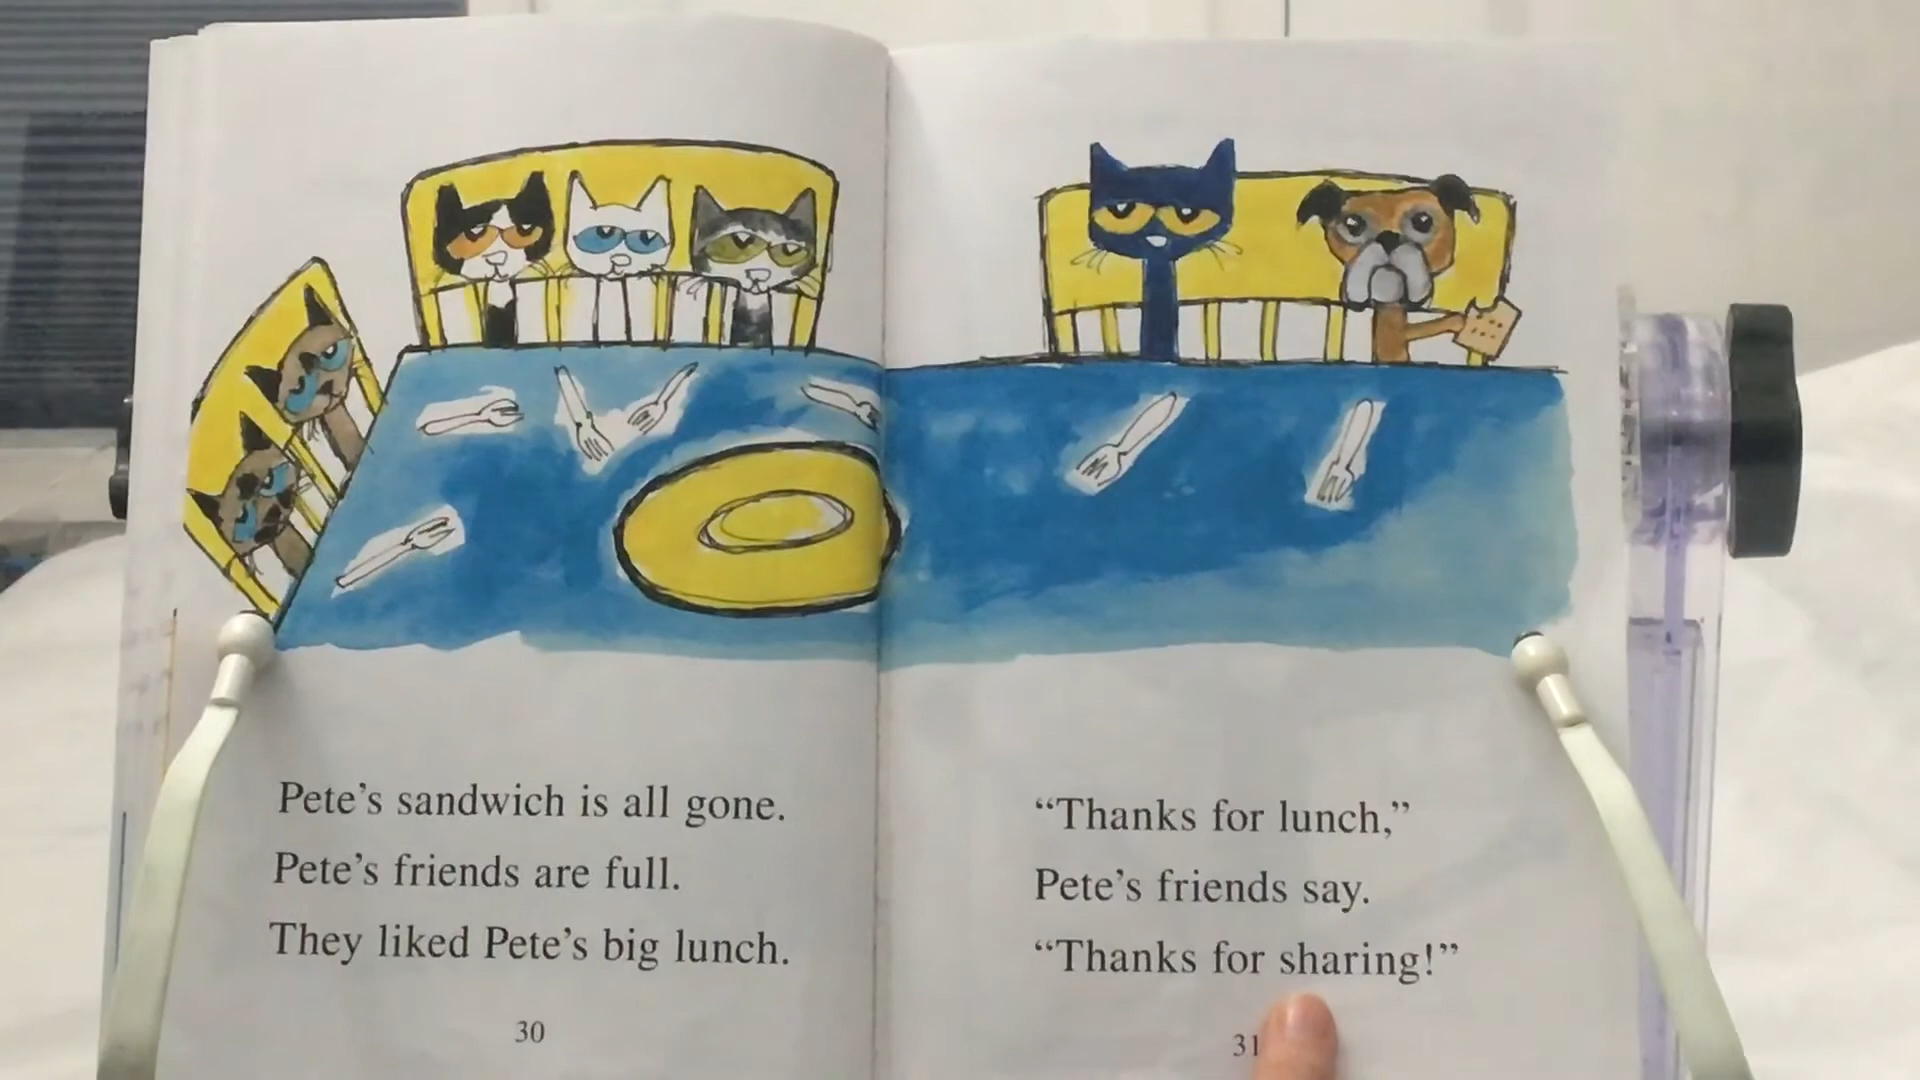 Pete’s sandwich is all gone.
Pete’s friends are full.
They liked Pete’s big lunch.
30
“Thanks for lunch,”
Pete’s friends say.
“Thanks for sharing!”
31